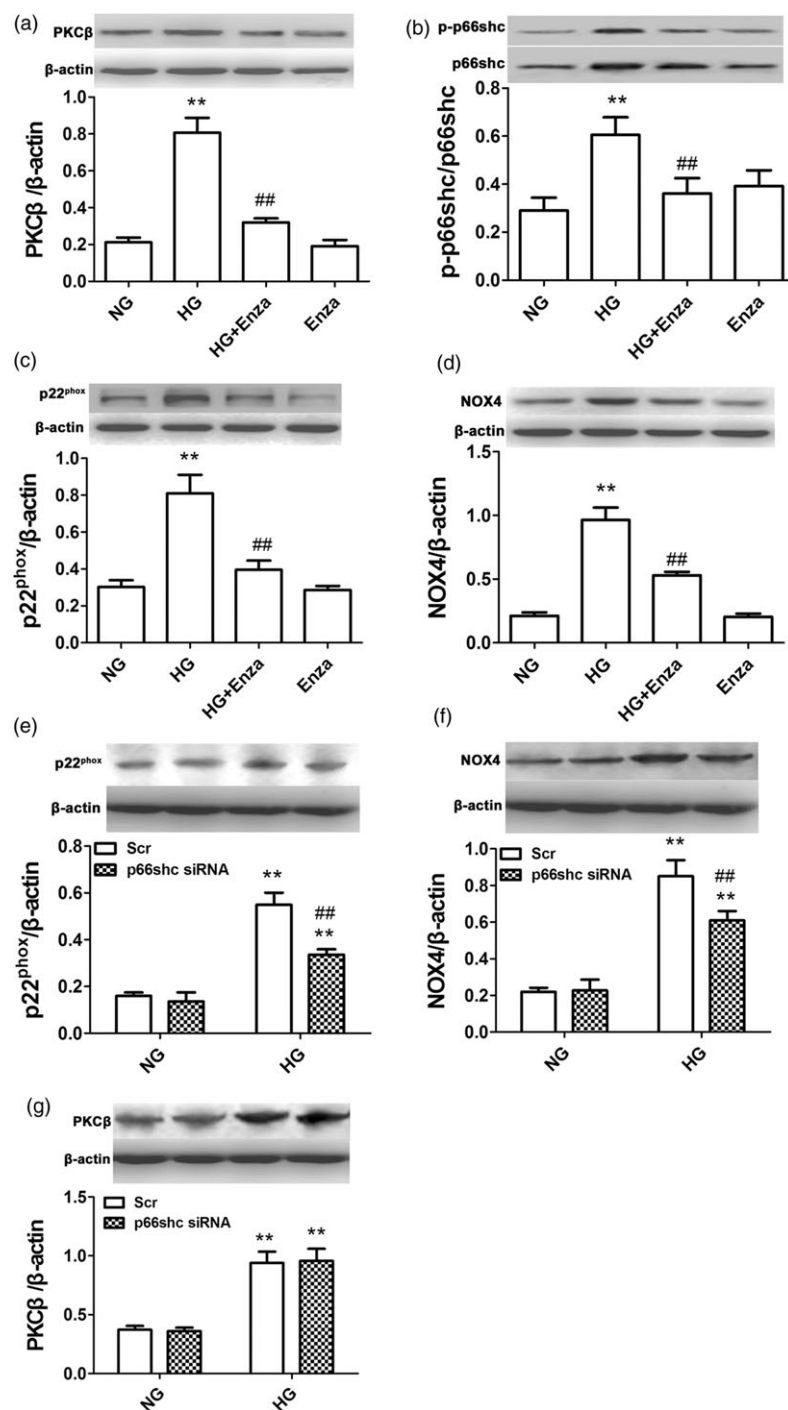 (a)
PKCβ
β-actin
PKCβ /β-actin
1.0
0.8
0.6
0.4
0.2
0.0
**
##
NG
HG
HG+Enza
Enza
(b)
p-p66shc
p66shc
p-p66shc/p66shc
0.8
0.6
0.4
0.2
0.0
**
##
NG
HG
HG+Enza
Enza
(c)
p22phox
β-actin
p22phox/β-actin
1.0
0.8
0.6
0.4
0.2
0.0
**
##
NG
HG
HG+Enza
Enza
(d)
NOX4
β-actin
NOX4/β-actin
1.5
1.0
0.5
0.0
**
##
NG
HG
HG+Enza
Enza
(e)
p22phox
β-actin
p22phox/β-actin
0.8
0.6
0.4
0.2
0.0
Scr
p66shc siRNA
**
##
**
NG
HG
(f)
NOX4
β-actin
NOX4/β-actin
1.0
0.8
0.6
0.4
0.2
0.0
Scr
p66shc siRNA
**
##
**
NG
HG
(g)
PKCβ
β-actin
PKCβ /β-actin
1.5
1.0
0.5
0.0
Scr
p66shc siRNA
**
**
NG
HG